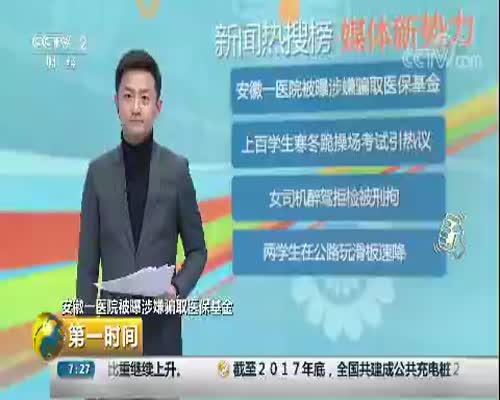 CCTV 2
新闻热搜榜 媒体新势力
CCTV.com
安徽一医院被曝涉嫌骗取医保基金
上百学生寒冬跪操场考试引热议
女司机醉驾拒检被刑拘
两学生在公路玩滑板速降
安徽一医院被曝涉嫌骗取医保基金
第一时间
7:27 比重继续上升。 截至2017年底，全国共建成公共充电桩2